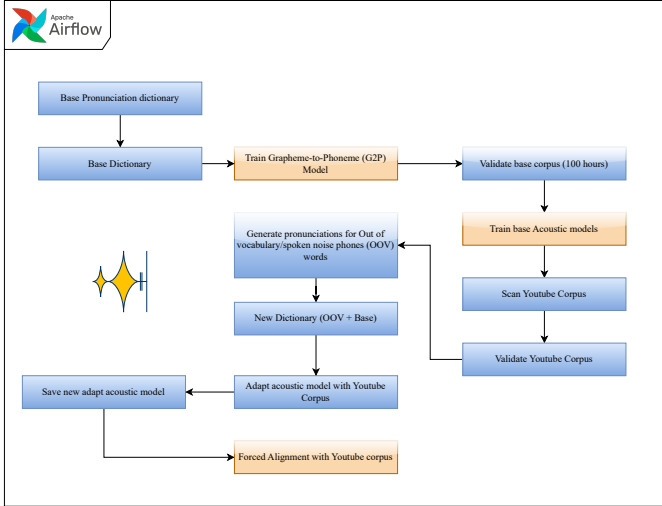 Apache
Airflow
Base Pronunciation dictionary
Base Dictionary
Train Grapheme-to-Phoneme (G2P)
Model
Validate base corpus (100 hours)
Train base Acoustic models
Scan Youtube Corpus
Validate Youtube Corpus
Generate pronunciations for Out of
vocabulary/spoken noise phones (OOV)
words
New Dictionary (OOV + Base)
Adapt acoustic model with Youtube
Corpus
Save new adapt acoustic model
Forced Alignment with Youtube corpus